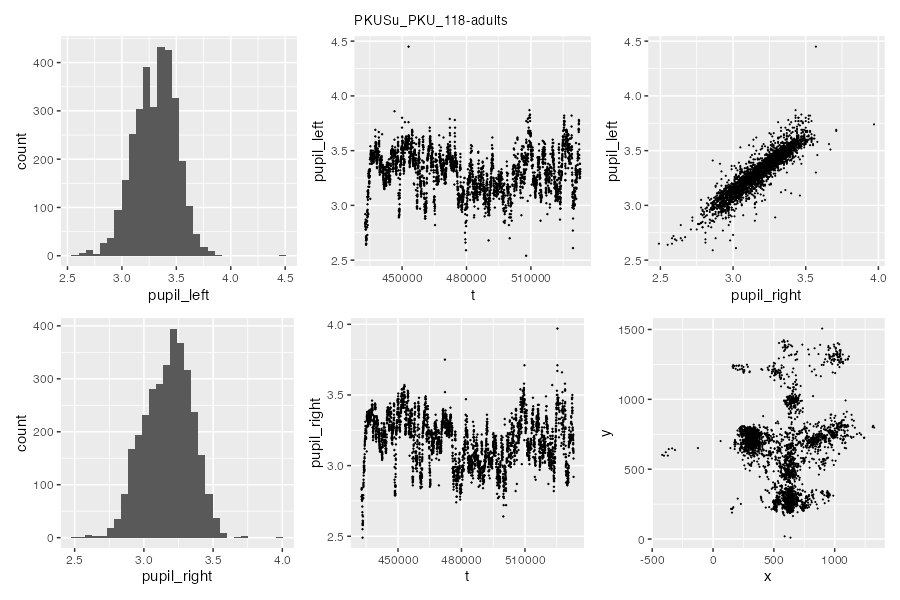 PKUSu_PKU_118-adults
count
400
300
200
100
0
2.5 3.0 3.5 4.0 4.5
pupil_left
pupil_left
4.5
4.0
3.5
3.0
2.5
450000 480000 510000
t
pupil_left
4.5
4.0
3.5
3.0
2.5
2.5 3.0 3.5 4.0
pupil_right
count
400
300
200
100
0
2.5 3.0 3.5 4.0
pupil_right
pupil_right
4.0
3.5
3.0
2.5
450000 480000 510000
t
y
1500
1000
500
0
-500 0 500 1000
x